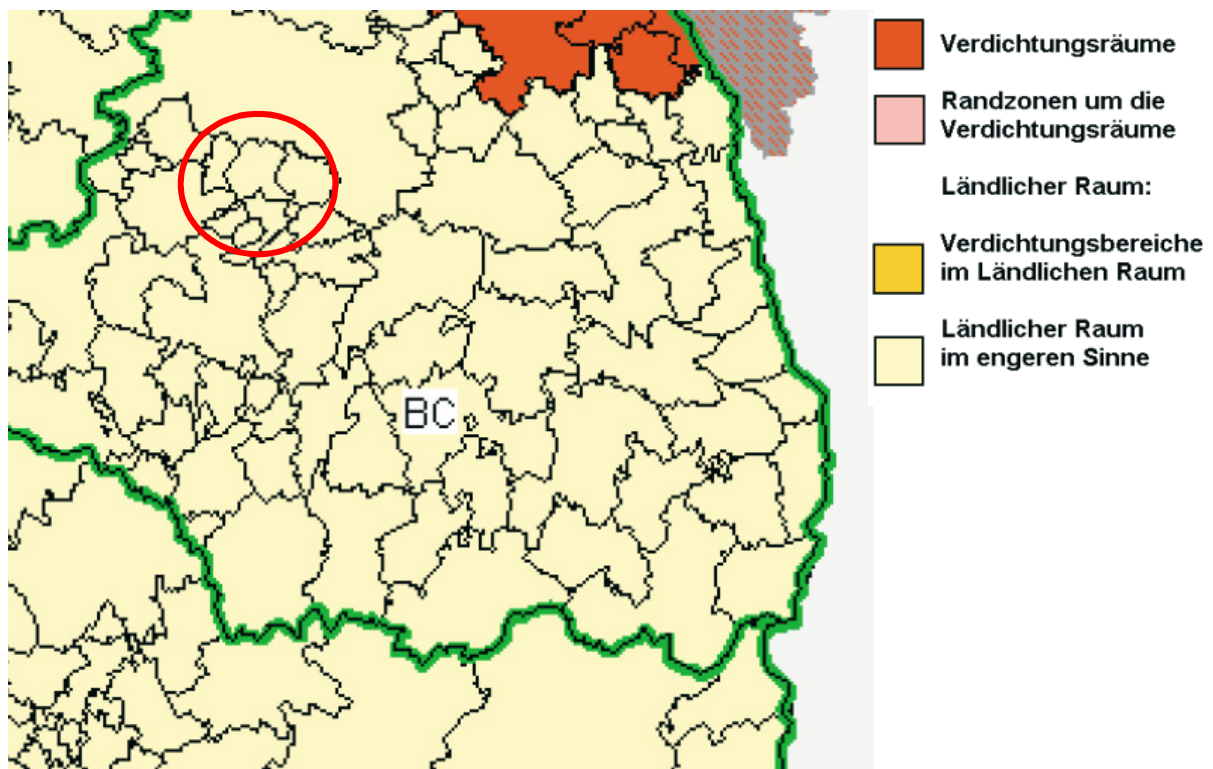 Verdichtungsräume
Randzonen um die
Verdichtungsräume
Ländlicher Raum:
Verdichtungsbereiche
im Ländlichen Raum
Ländlicher Raum
im engeren Sinne
BC